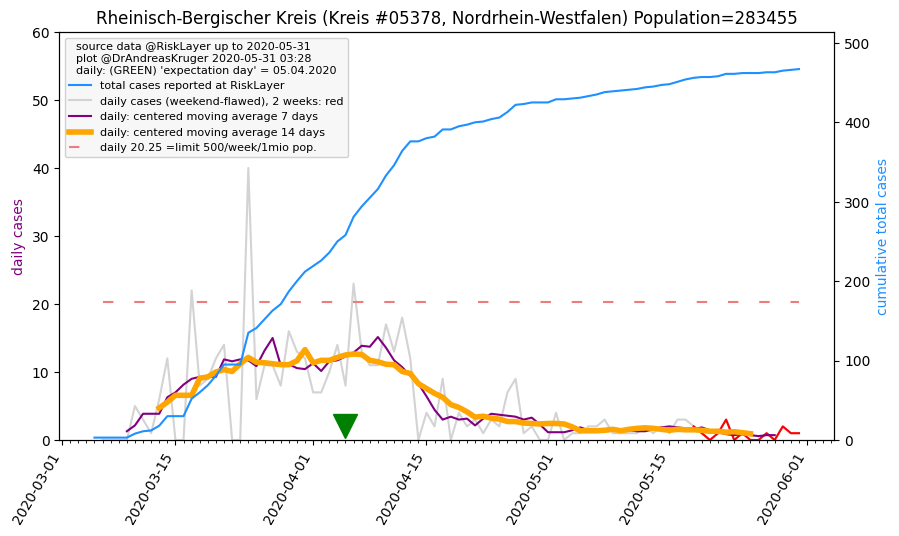 Rheinisch-Bergischer Kreis (Kreis #05378, Nordrhein-Westfalen) Population=283455
source data @RiskLayer up to 2020-05-31
plot @DrAndreasKruger 2020-05-31 03:28
daily: (GREEN) 'expectation day' = 05.04.2020
total cases reported at RiskLayer
daily cases (weekend-flawed), 2 weeks: red
daily: centered moving average 7 days
daily: centered moving average 14 days
daily 20.25 =limit 500/week/1mio pop.
daily cases
60
50
40
30
20
10
0
500
400
300
200
100
0
cumulative total cases
2020-03-01
2020-03-15
2020-04-01
2020-04-15
2020-05-01
2020-05-15
2020-06-01